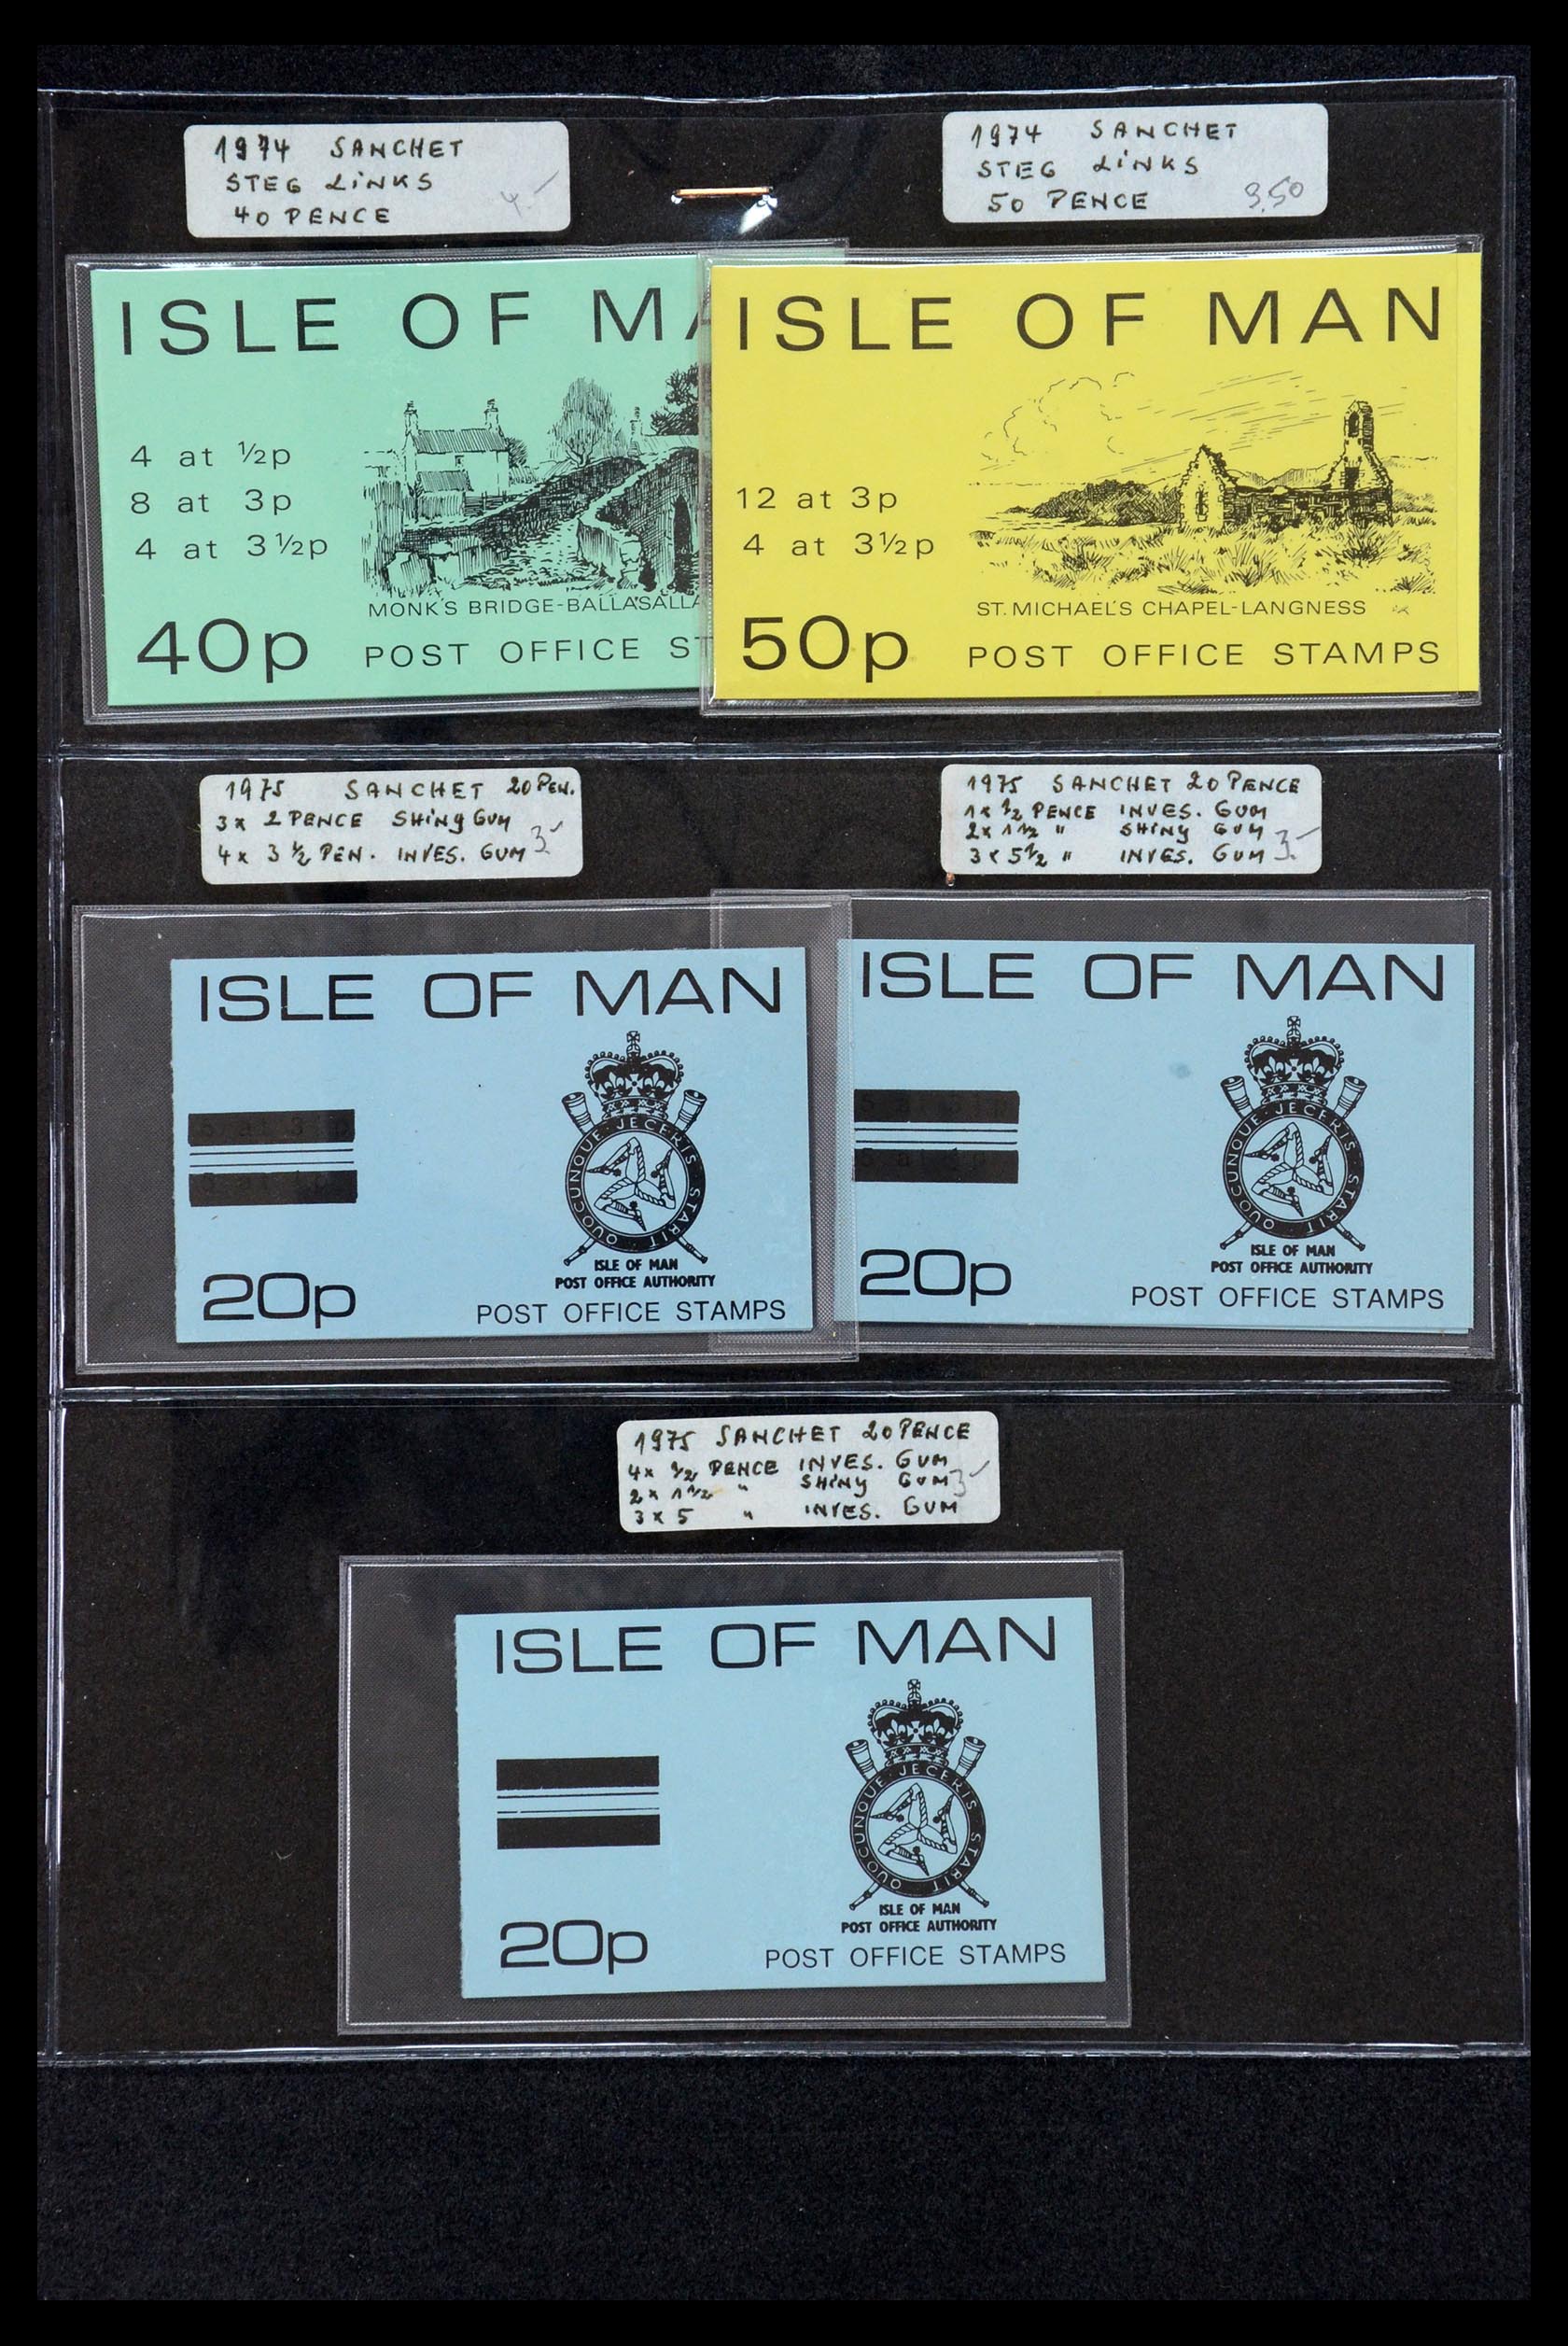 1974 SANCHET
STEG LINKS
40 PENCE 4.-
1974 SANCHET
STEG LINKS
50 PENCE 3.50
ISLE OF MA
4 at ½p
8 at 3p
4 at 3½p
MONK'S BRIDGE-BALLASALLA
40p
POST OFFICE ST
ISLE OF MAN
12 at 3p
4 at 3½p
ST. MICHAEL'S CHAPEL-LANGNESS
50p
POST OFFICE STAMPS
1975 SANCHET 20 PEN.
3x 2 PENCE SHINY GUM
4x 3 ½ PEN. INVES. GUM 3.-
1975 SANCHET 20 PENCE
1x ½ PENCE INVES. GUM
2x 1 ½ " SHINY GUM
3x 5½ " INVES. GUM 3.-
ISLE OF MAN
QUOCUNQUE · JECERIS · STABIT
ISLE OF MAN
POST OFFICE AUTHORITY
20p
POST OFFICE STAMPS
ISLE OF MAN
QUOCUNQUE · JECERIS · STABIT
ISLE OF MAN
POST OFFICE AUTHORITY
20p
POST OFFICE STAMPS
1975 SANCHET 20 PENCE
4x ½ PENCE INVES. GUM
2x 1 ½ " SHINY GUM 3.-
3x 5 " INVES. GUM
ISLE OF MAN
QUOCUNQUE · JECERIS · STABIT
ISLE OF MAN
POST OFFICE AUTHORITY
20p
POST OFFICE STAMPS